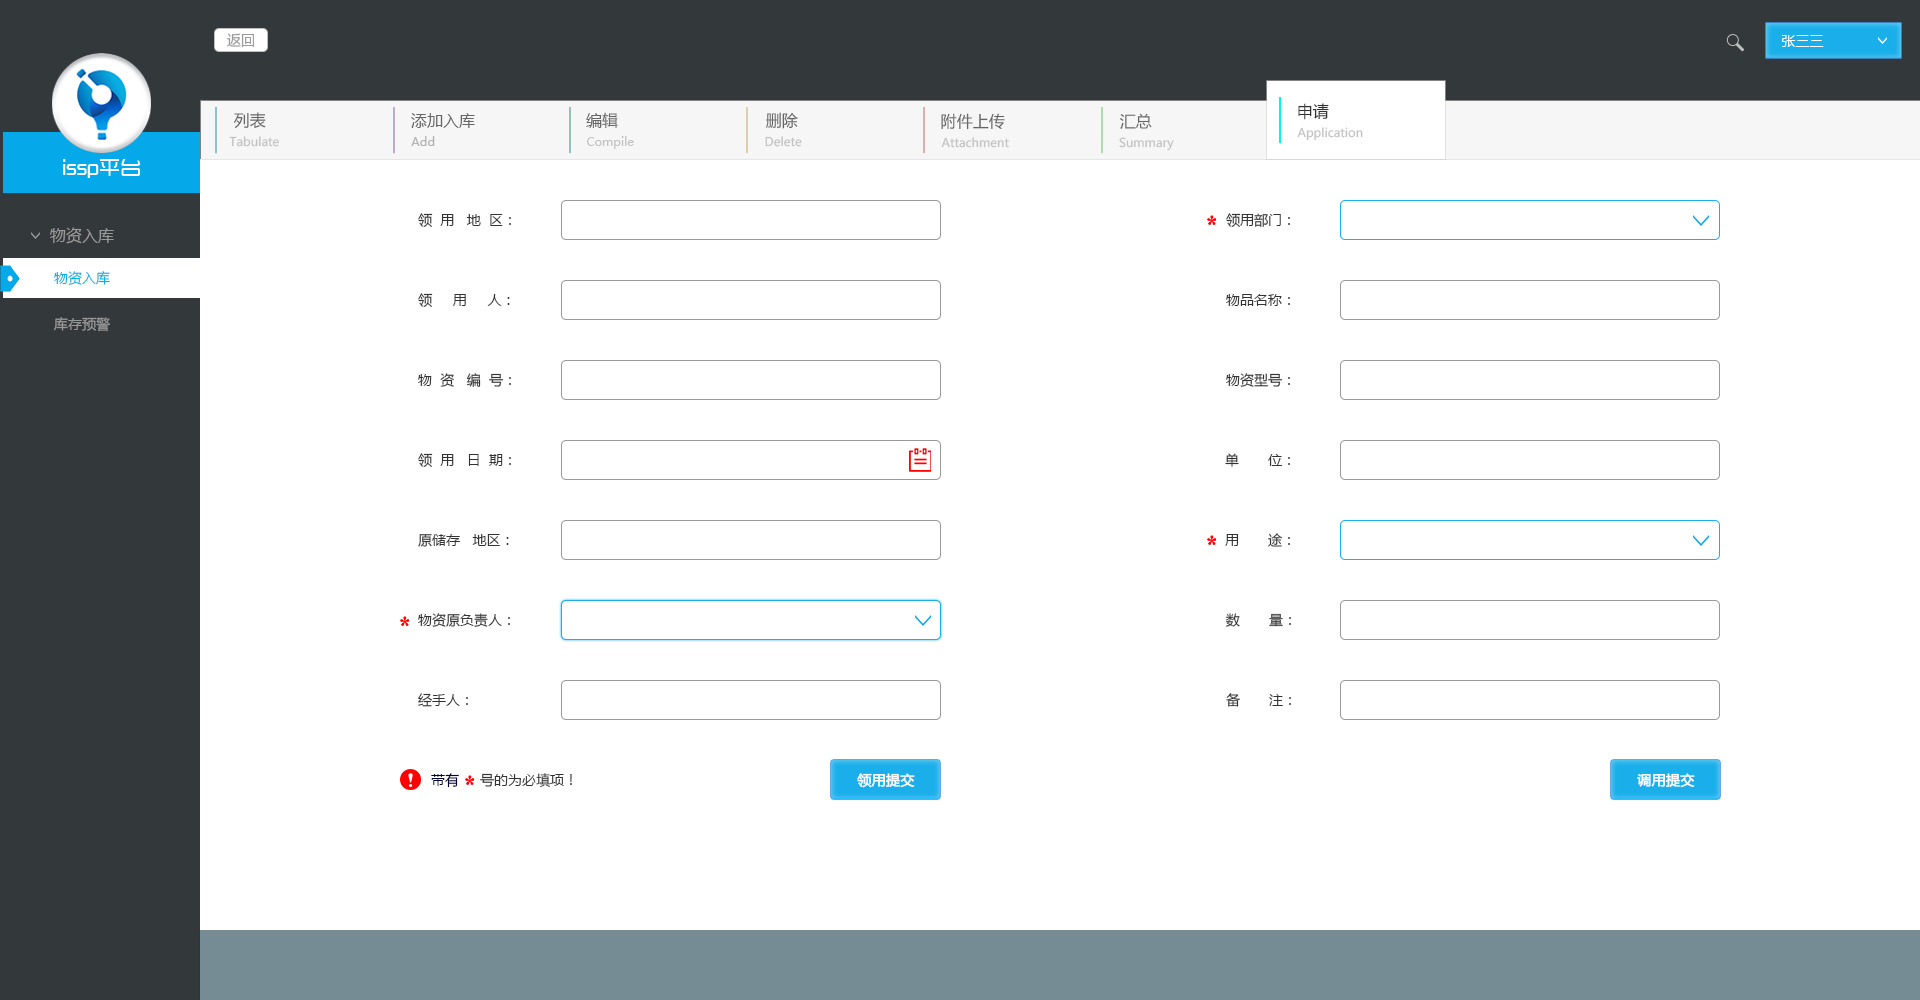 返回
张三三
issp平台
列表
Tabulate
添加入库
Add
编辑
Compile
删除
Delete
附件上传
Attachment
汇总
Summary
申请
Application
物资入库
物资入库
库存预警
领 用 地 区：
* 领用部门：
领 用 人：
物品名称：
物 资 编 号：
物资型号：
领 用 日 期：
单 位：
原储存 地区：
* 用 途：
* 物资原负责人：
数 量：
经手人：
备 注：
带有 * 号的为必填项！
领用提交
调用提交